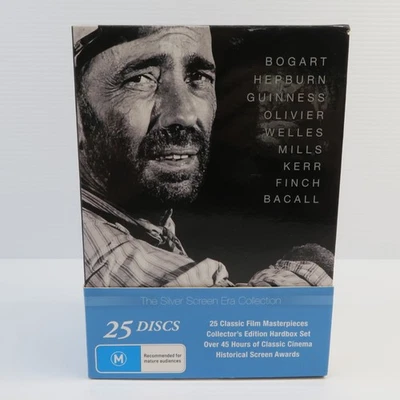 BOGART
HEPBURN
GUINNESS
OLIVIER
WELLES
MILLS
KERR
FINCH
BACALL
The Silver Screen Era Collection
25 DISCS
25 Classic Film Masterpieces
Collector's Edition Hardbox Set
Over 45 Hours of Classic Cinema
Historical Screen Awards
M
Recommended for
mature audiences